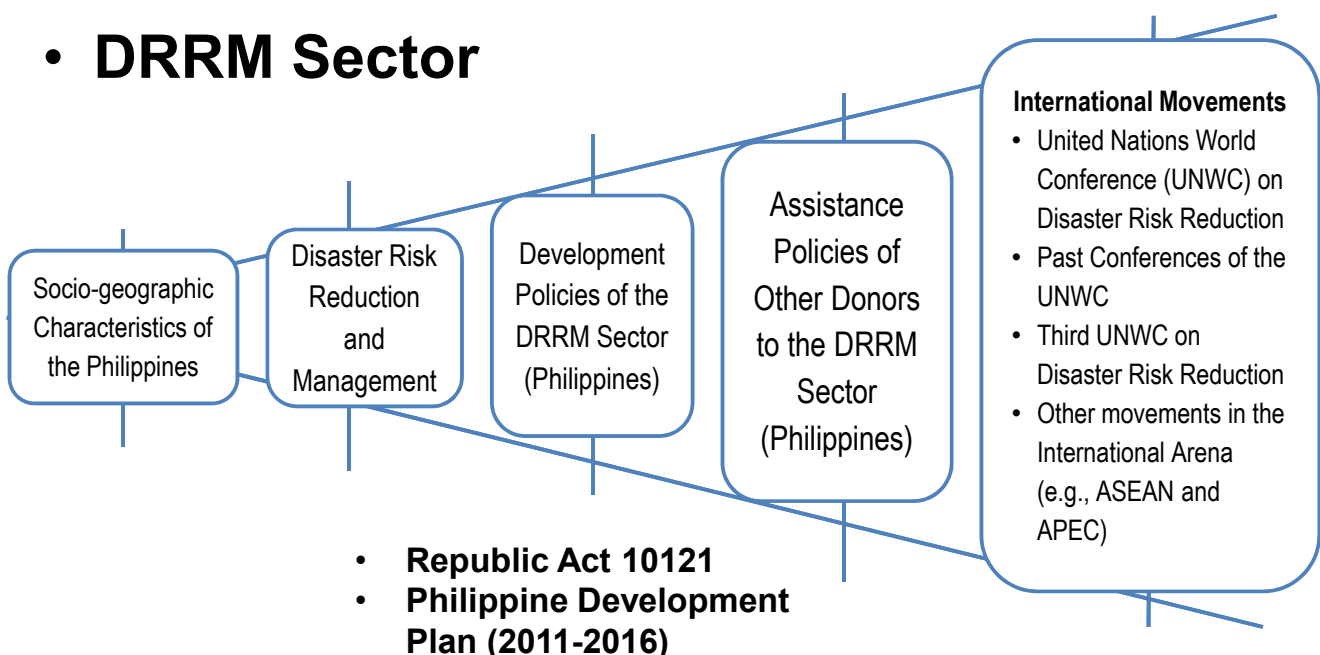 • DRRM Sector
Socio-geographic
Characteristics of
the Philippines
Disaster Risk
Reduction
and
Management
Development
Policies of the
DRRM Sector
(Philippines)
Assistance
Policies of
Other Donors
to the DRRM
Sector
(Philippines)
International Movements
• United Nations World
Conference (UNWC) on
Disaster Risk Reduction
• Past Conferences of the
UNWC
• Third UNWC on
Disaster Risk Reduction
• Other movements in the
International Arena
(e.g., ASEAN and
APEC)
• Republic Act 10121
• Philippine Development
Plan (2011-2016)